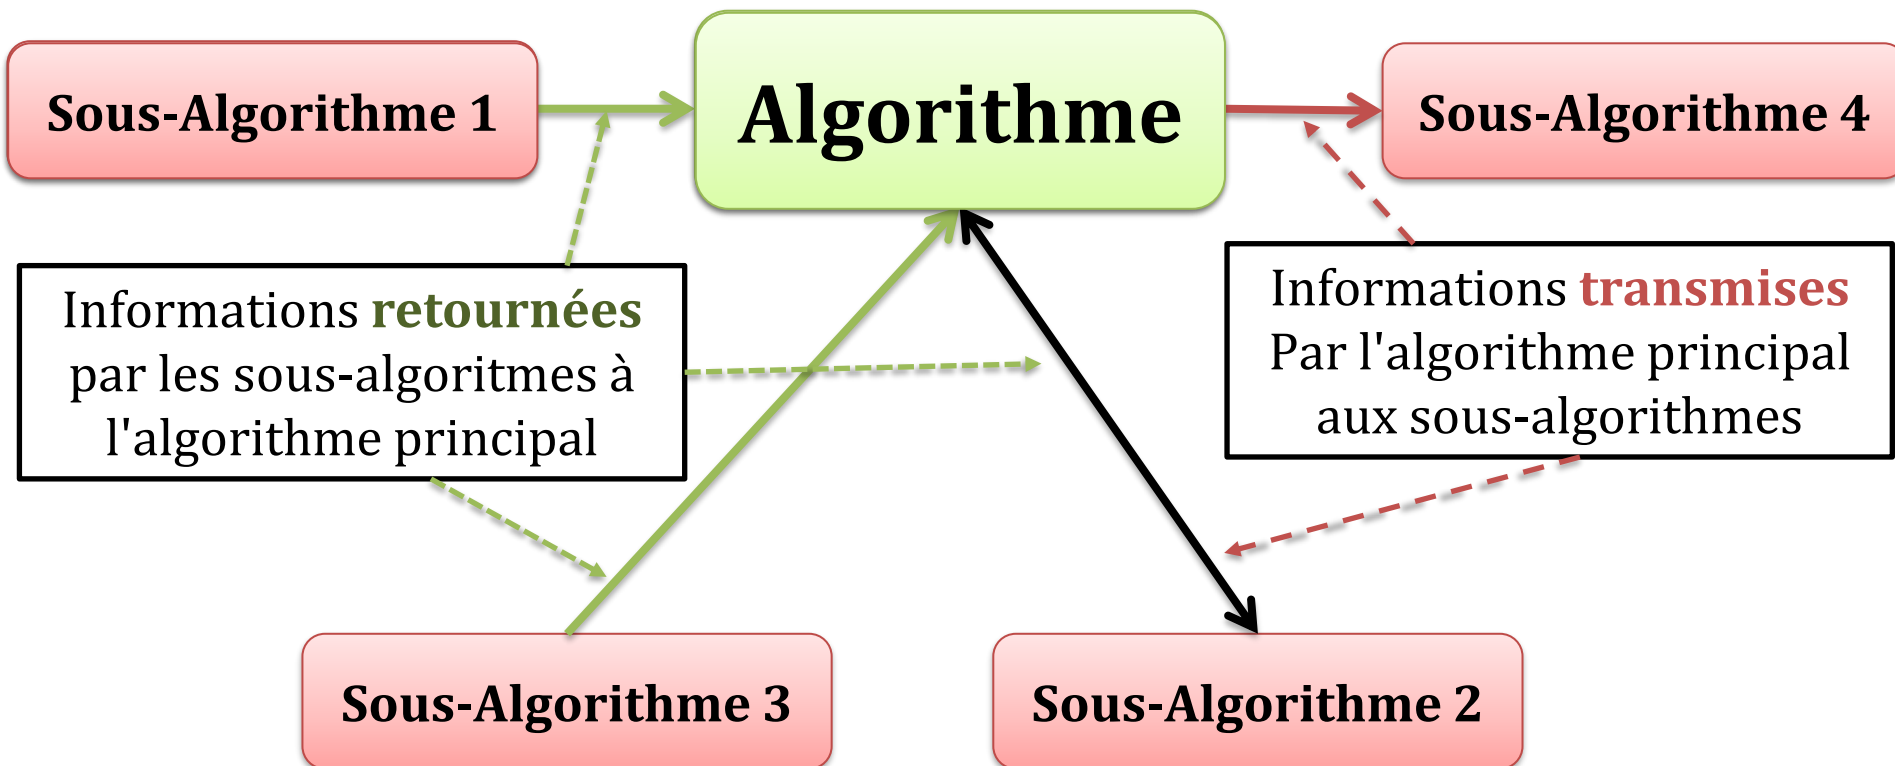 Sous-Algorithme 1
Algorithme
Sous-Algorithme 4
Informations retournées
par les sous-algoritmes à
l'algorithme principal
Informations transmises
Par l'algorithme principal
aux sous-algorithmes
Sous-Algorithme 3
Sous-Algorithme 2